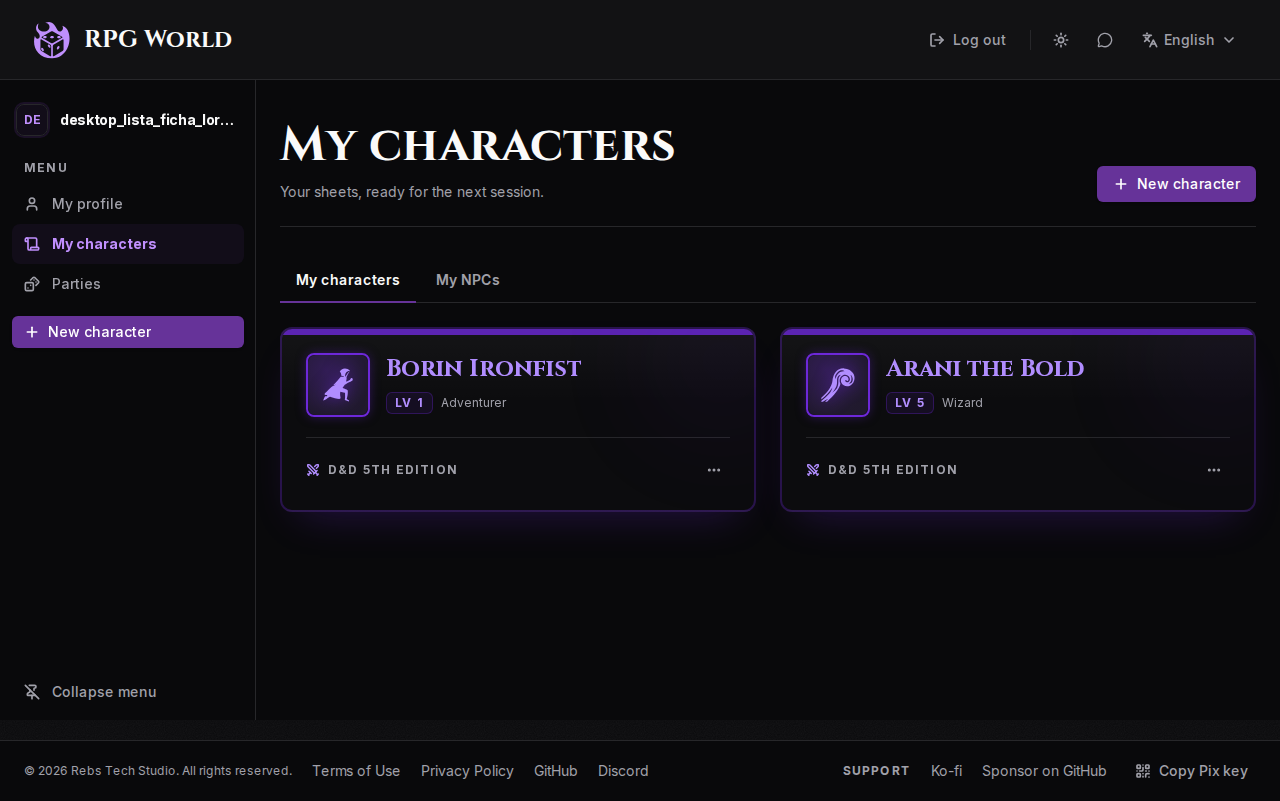 RPG World
Log out
English
DE
desktop_lista_ficha_lor...
MENU
My profile
My characters
Parties
New character
Collapse menu
My characters
Your sheets, ready for the next session.
New character
My characters
My NPCs
Borin Ironfist
LV 1
Adventurer
D&D 5TH EDITION
Arani the Bold
LV 5
Wizard
D&D 5TH EDITION
© 2026 Rebs Tech Studio. All rights reserved.
Terms of Use
Privacy Policy
GitHub
Discord
SUPPORT
Ko-fi
Sponsor on GitHub
Copy Pix key